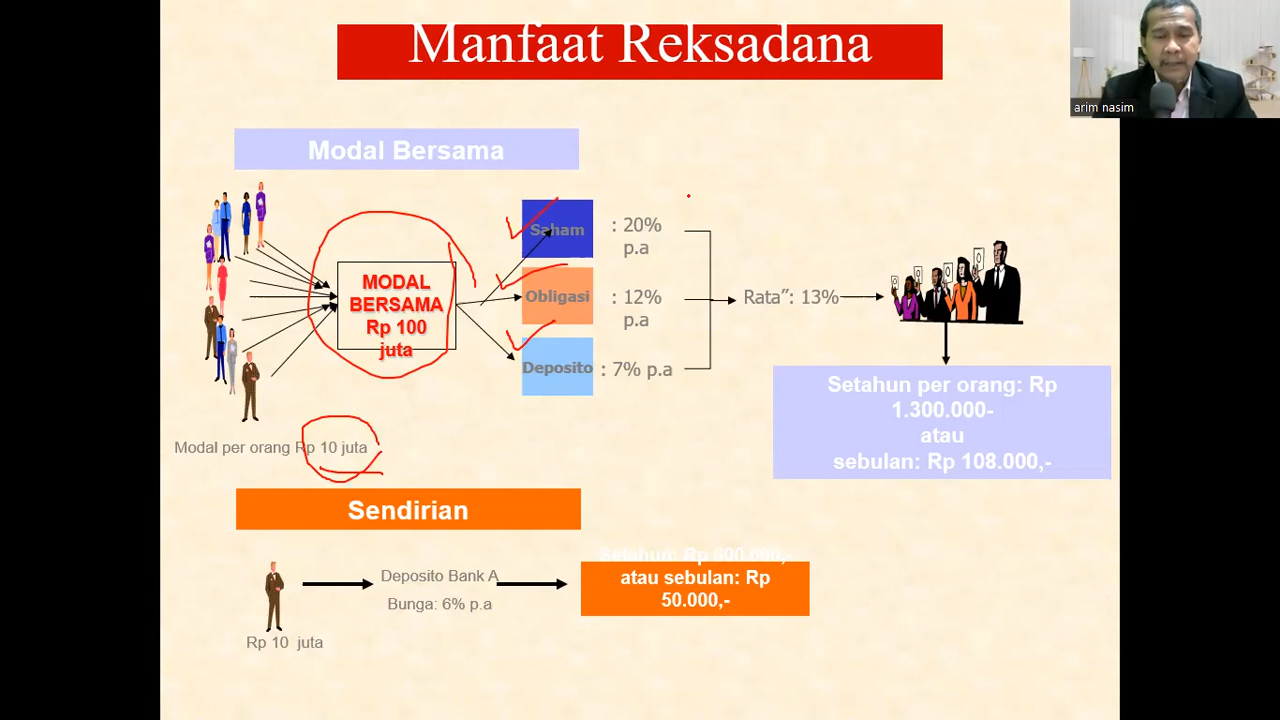 Manfaat Reksadana
arim nasim
Modal Bersama
MODAL
BERSAMA
Rp 100
juta
Saham
: 20%
p.a
Obligasi
: 12%
p.a
Deposito
: 7% p.a
Rata”: 13%
Setahun per orang: Rp
1.300.000-
atau
sebulan: Rp 108.000,-
Modal per orang Rp 10 juta
Sendirian
Rp 10 juta
Deposito Bank A
Bunga: 6% p.a
Setahun: Rp 600.000,-
atau sebulan: Rp
50.000,-